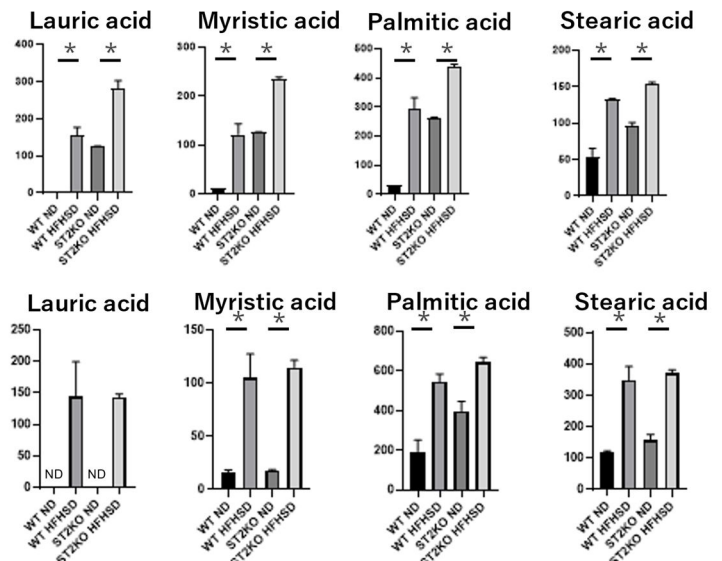 Lauric acid
Myristic acid
Palmitic acid
Stearic acid
400
300
200
100
0
*
*
WT ND
WT HFHSD
ST2KO ND
ST2KO HFHSD
300
200
100
0
*
*
WT ND
WT HFHSD
ST2KO ND
ST2KO HFHSD
500
400
300
200
100
0
*
*
WT ND
WT HFHSD
ST2KO ND
ST2KO HFHSD
150
100
50
0
*
*
WT ND
WT HFHSD
ST2KO ND
ST2KO HFHSD
Lauric acid
Myristic acid
Palmitic acid
Stearic acid
250
200
150
100
50
0
ND
ND
WT ND
WT HFHSD
ST2KO ND
ST2KO HFHSD
150
100
50
0
*
*
WT ND
WT HFHSD
ST2KO ND
ST2KO HFHSD
800
600
400
200
0
*
*
WT ND
WT HFHSD
ST2KO ND
ST2KO HFHSD
500
400
300
200
100
0
*
*
WT ND
WT HFHSD
ST2KO ND
ST2KO HFHSD